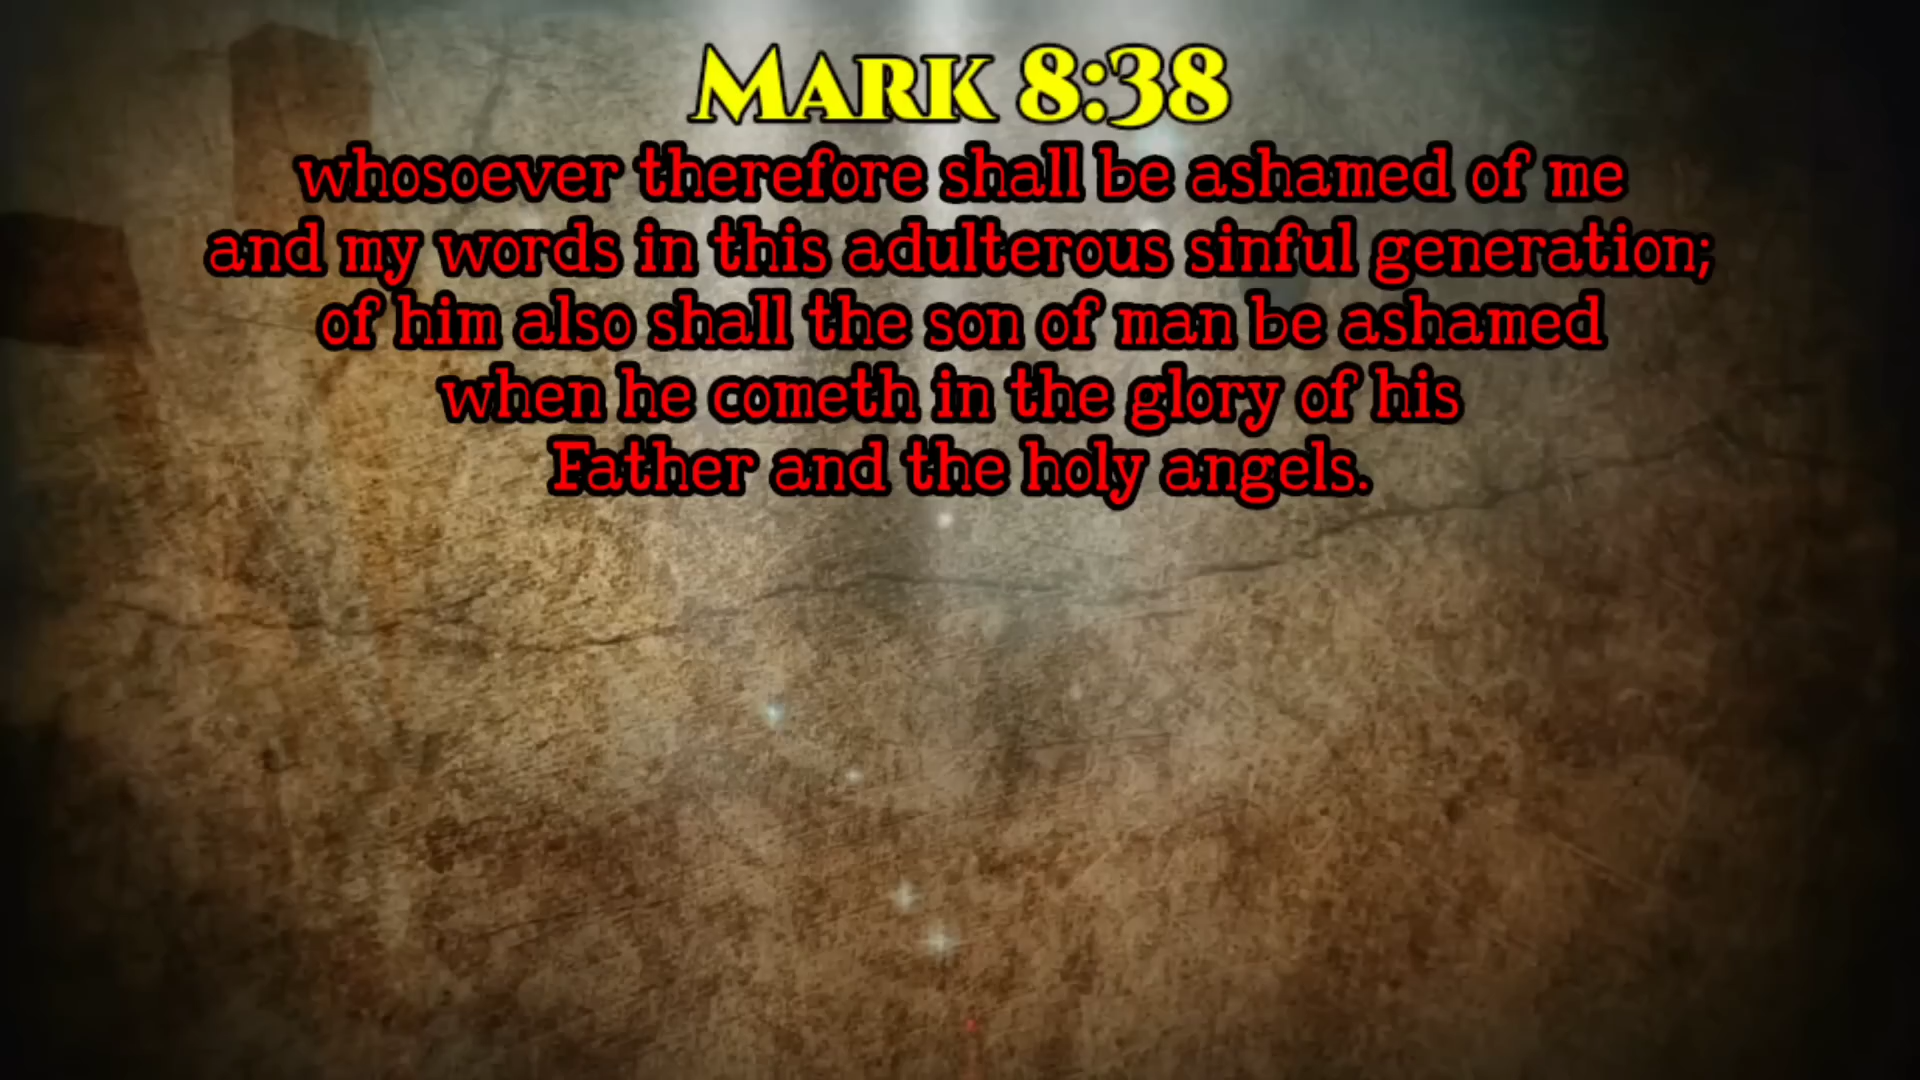 Mark 8:38
whosoever therefore shall be ashamed of me
and my words in this adulterous sinful generation;
of him also shall the son of man be ashamed
when he cometh in the glory of his
Father and the holy angels.